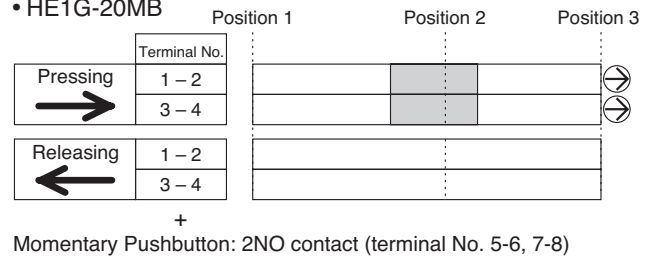 • HE1G-20MB
Position 1 Position 2 Position 3
Terminal No.
Pressing 1 – 2
3 – 4
Releasing 1 – 2
3 – 4
+
Momentary Pushbutton: 2NO contact (terminal No. 5-6, 7-8)